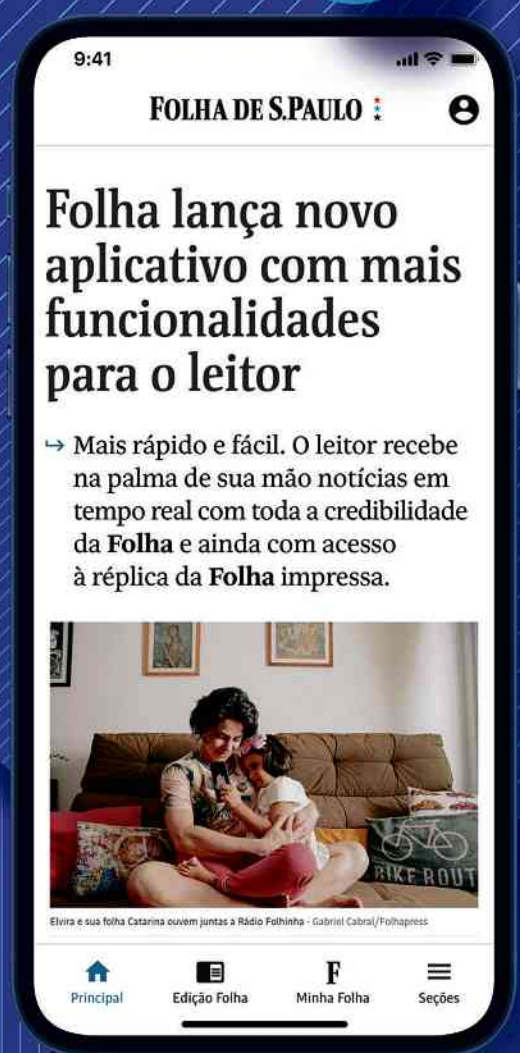 9:41
FOLHA DE S.PAULO
Folha lança novo
aplicativo com mais
funcionalidades
para o leitor
Mais rápido e fácil. O leitor recebe
na palma de sua mão notícias em
tempo real com toda a credibilidade
da Folha e ainda com acesso
à réplica da Folha impressa.
BIKE ROUT
Elvira e sua folha Catarina ouvem juntas a Rádio Folhinha - Gabriel Cabral/Folhapress
F
Principal Edição Folha Minha Folha Seções